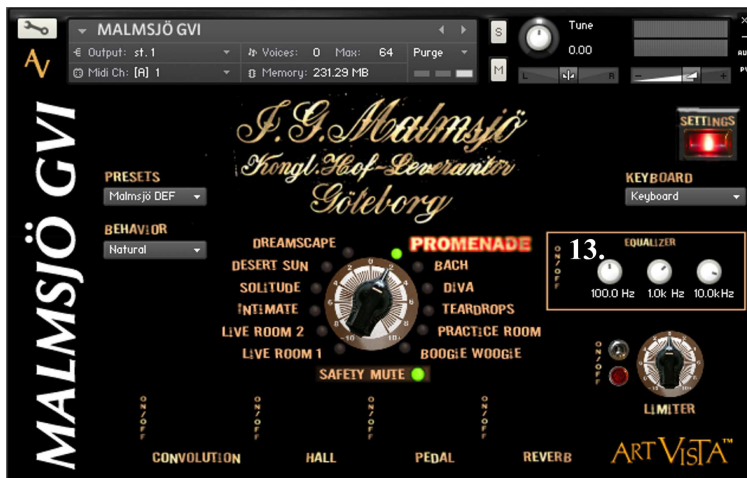 MALMSJÖ GVI
Output: st. 1
Voices: 0 Max: 64 Purge
Midi Ch: [A] 1
Memory: 231.29 MB
S
M
Tune
0.00
L R
- +
AV
MALMSJÖ GVI
J. G. Malmsjö
Kongl. Hof-Leverantör
Göteborg
SETTINGS
PRESETS
Malmsjö DEF
BEHAVIOR
Natural
KEYBOARD
Keyboard
DREAMSCAPE
DESERT SUN
SOLITUDE
INTIMATE
LIVE ROOM 2
LIVE ROOM 1
PROMENADE
BACH
DIVA
TEARDROPS
PRACTICE ROOM
BOOGIE WOOGIE
SAFETY MUTE
13.
ON/OFF
EQUALIZER
100.0 Hz 1.0k Hz 10.0kHz
ON/OFF
LIMITER
ON/OFF
CONVOLUTION
ON/OFF
HALL
ON/OFF
PEDAL
ON/OFF
REVERB
ART VISTA™